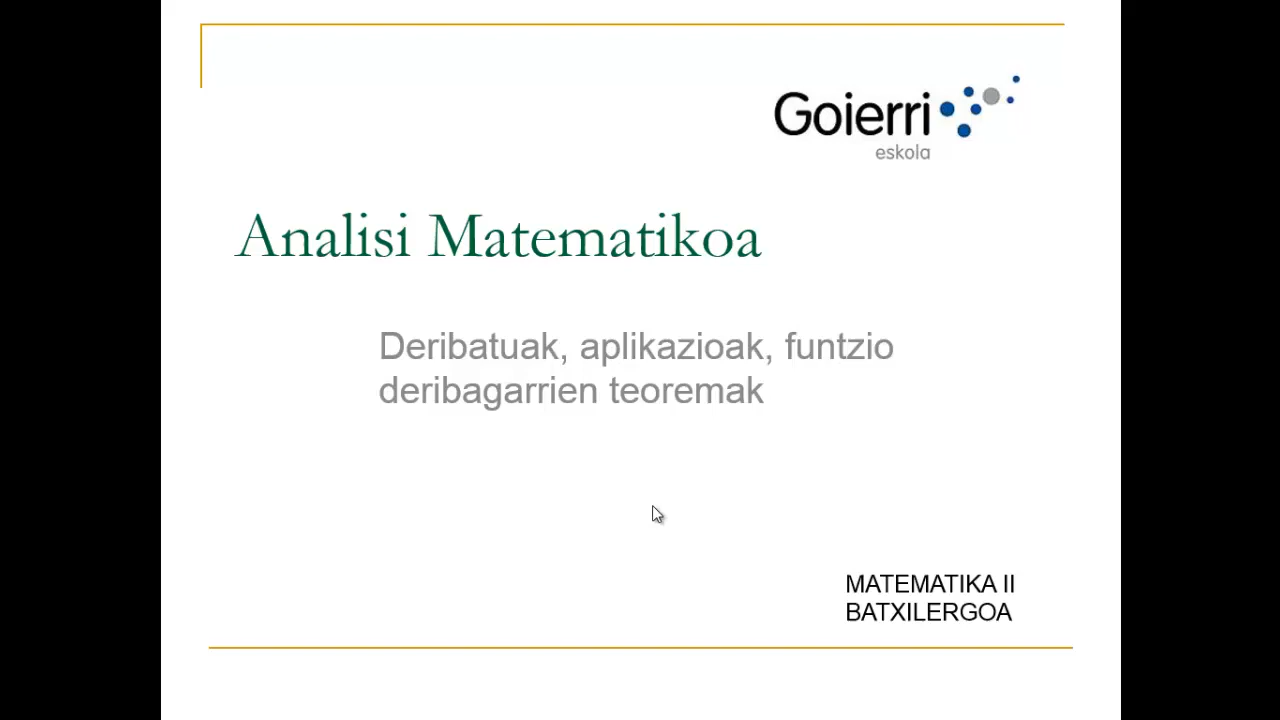 Goierri
eskola
Analisi Matematikoa
Deribatuak, aplikazioak, funtzio
deribagarrien teoremak
MATEMATIKA II
BATXILERGOA